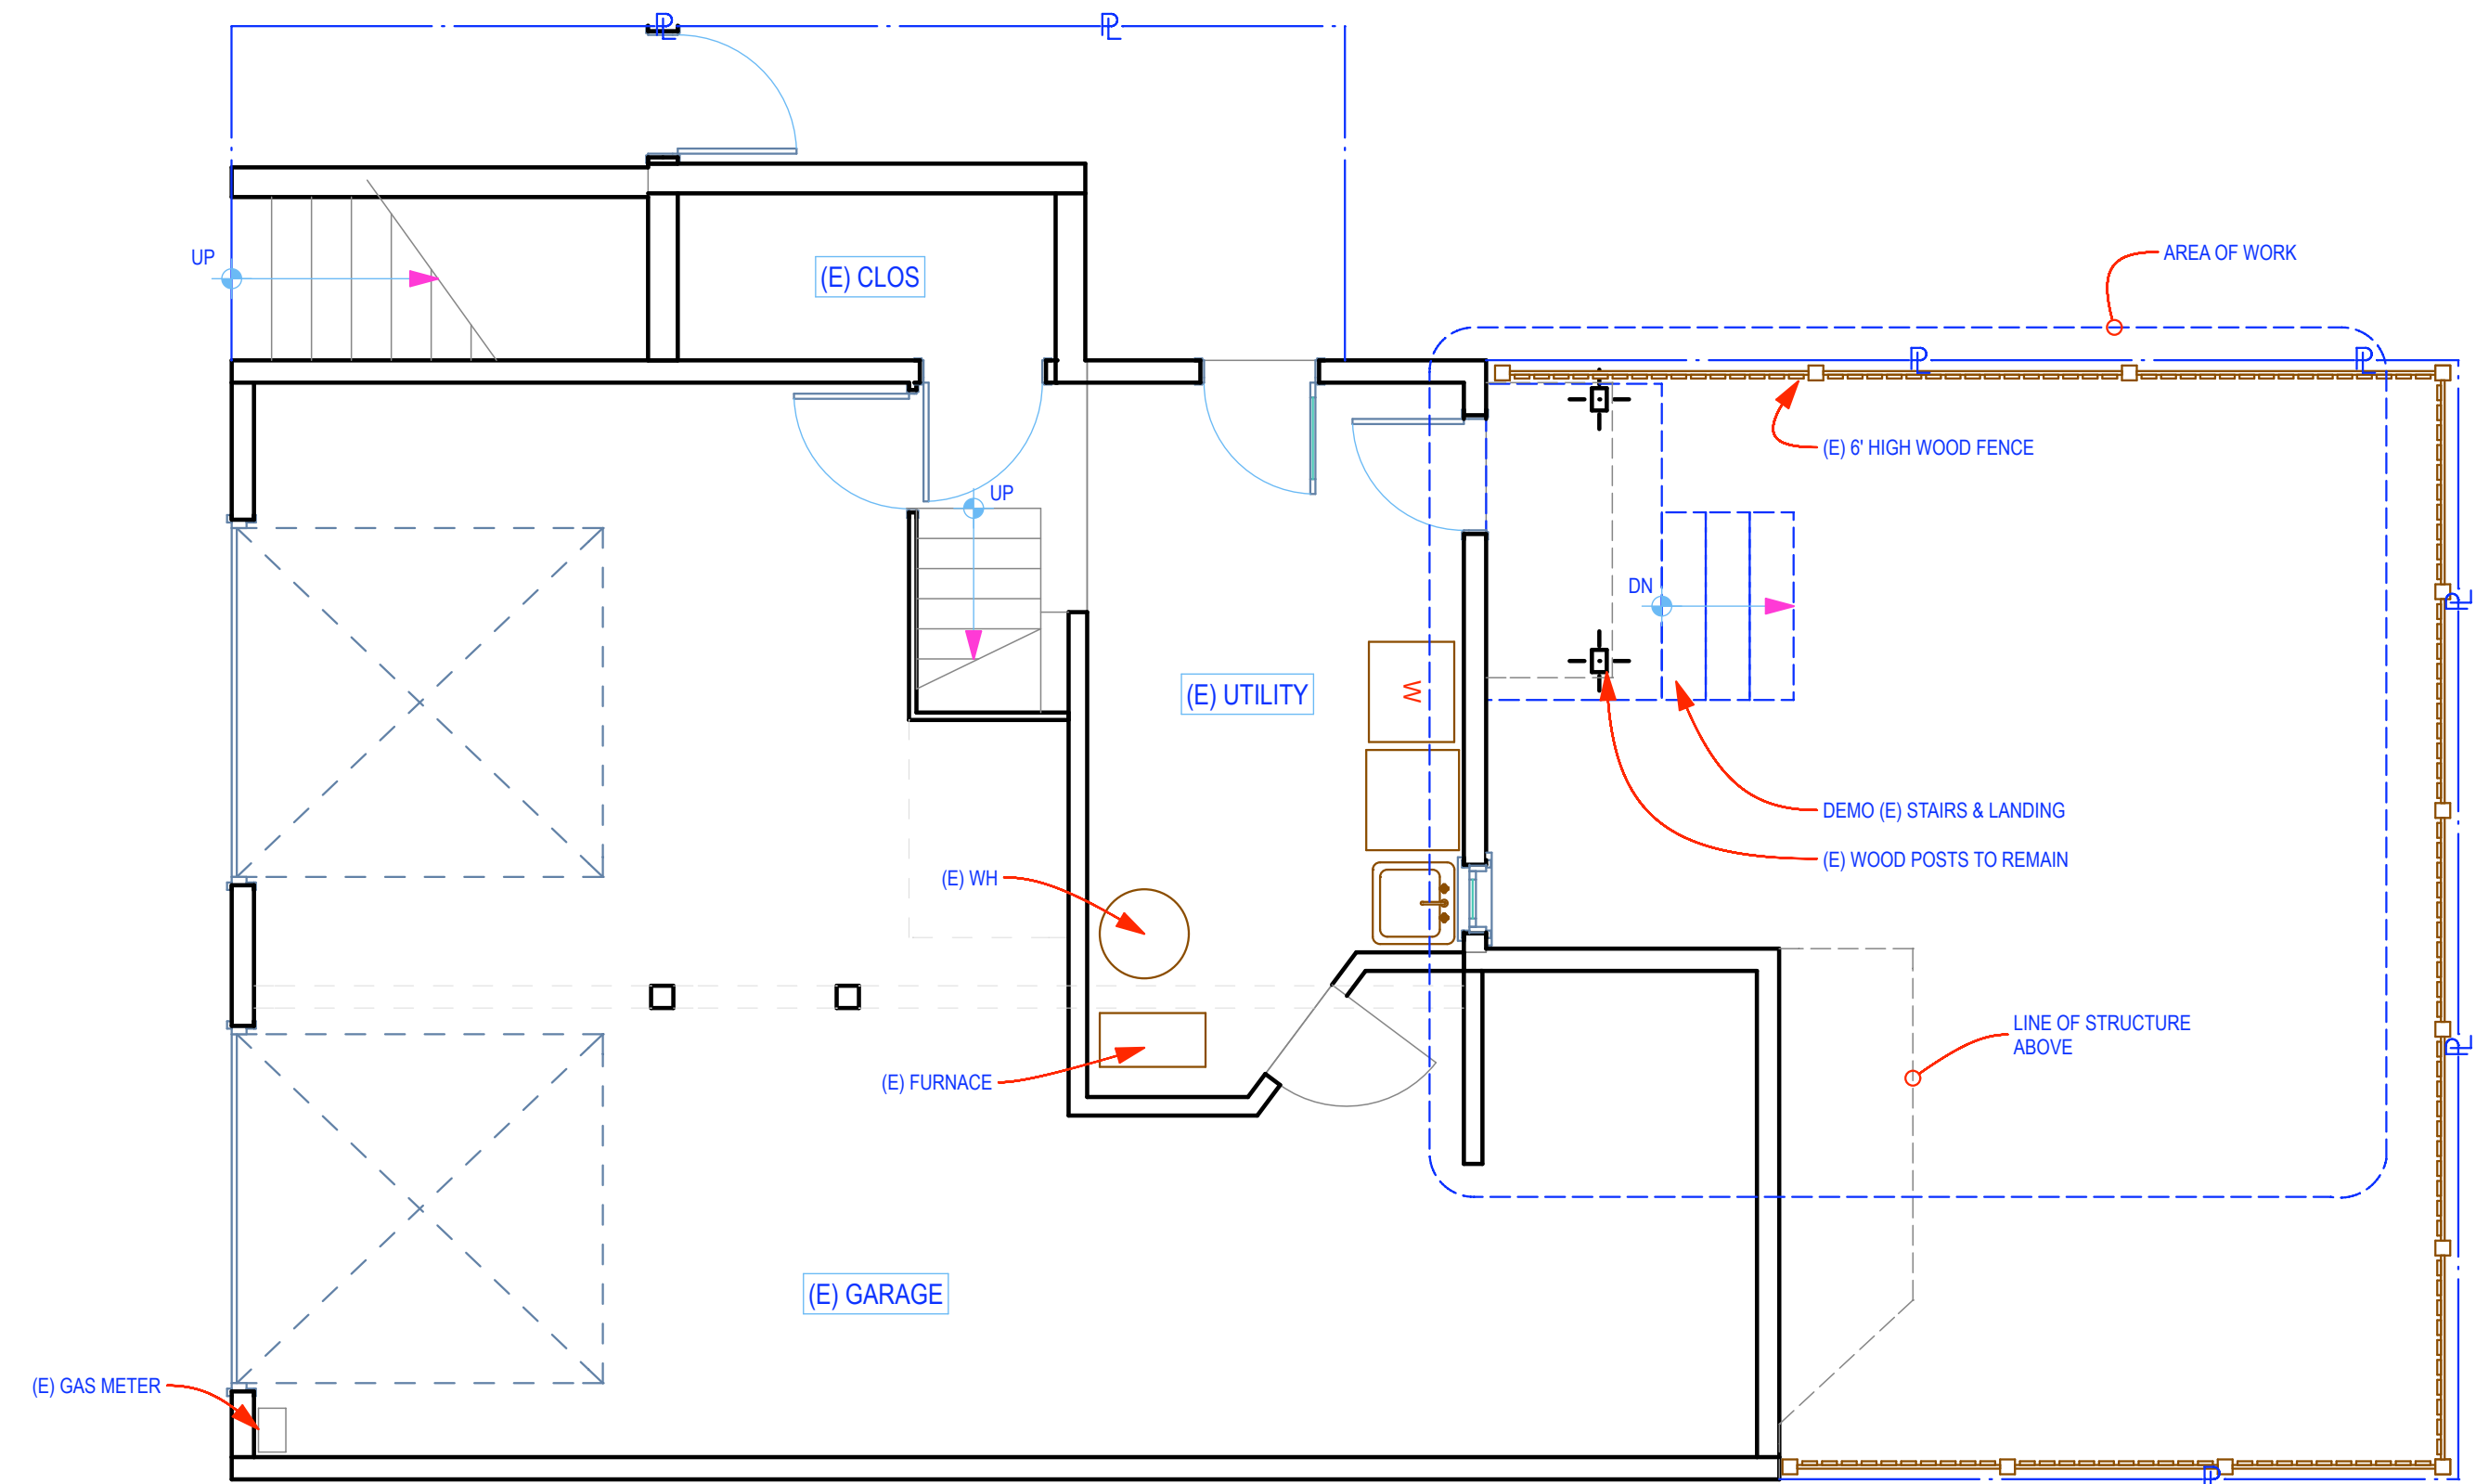 PL
PL
UP
AREA OF WORK
(E) CLOS
PL
PL
(E) 6' HIGH WOOD FENCE
UP
DN
PL
(E) UTILITY
W
DEMO (E) STAIRS & LANDING
(E) WOOD POSTS TO REMAIN
(E) WH
LINE OF STRUCTURE
ABOVE
PL
(E) FURNACE
(E) GARAGE
(E) GAS METER
PL